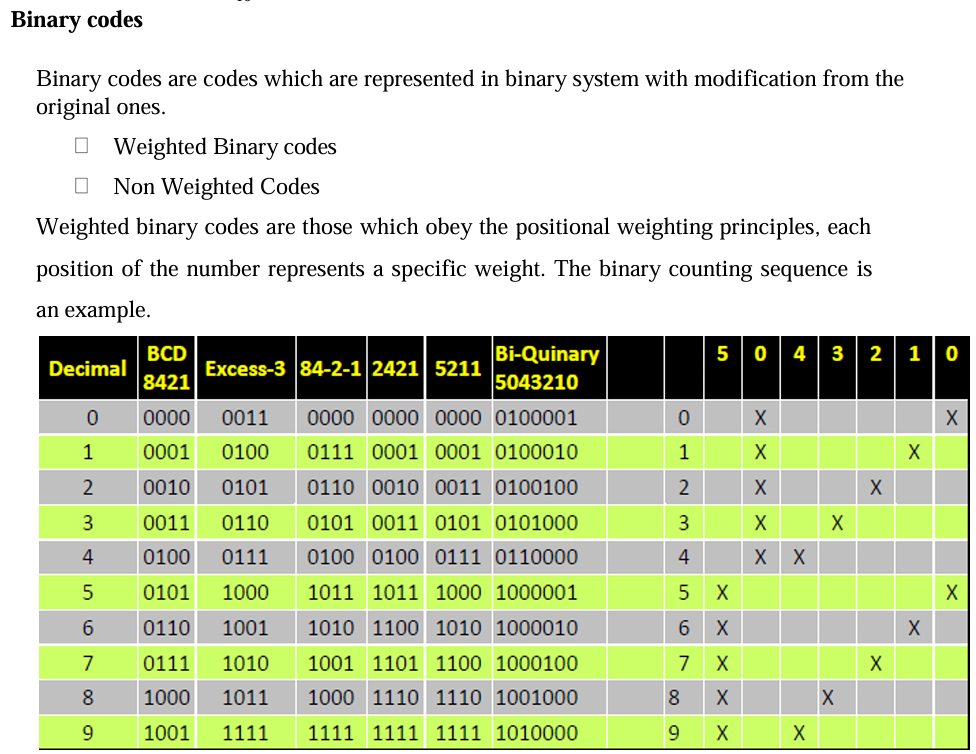 Binary codes
Binary codes are codes which are represented in binary system with modification from the
original ones.
Weighted Binary codes
Non Weighted Codes
Weighted binary codes are those which obey the positional weighting principles, each
position of the number represents a specific weight. The binary counting sequence is
an example.
Decimal BCD 8421 Excess-3 84-2-1 2421 5211 Bi-Quinary 5043210 5 0 4 3 2 1 0
0 0000 0011 0000 0000 0000 0100001 0 X X
1 0001 0100 0111 0001 0001 0100010 1 X X
2 0010 0101 0110 0010 0011 0100100 2 X X
3 0011 0110 0101 0011 0101 0101000 3 X X
4 0100 0111 0100 0100 0111 0110000 4 X X
5 0101 1000 1011 1011 1000 1000001 5 X X
6 0110 1001 1010 1100 1010 1000010 6 X X
7 0111 1010 1001 1101 1100 1000100 7 X X
8 1000 1011 1000 1110 1110 1001000 8 X X
9 1001 1111 1111 1111 1111 1010000 9 X X